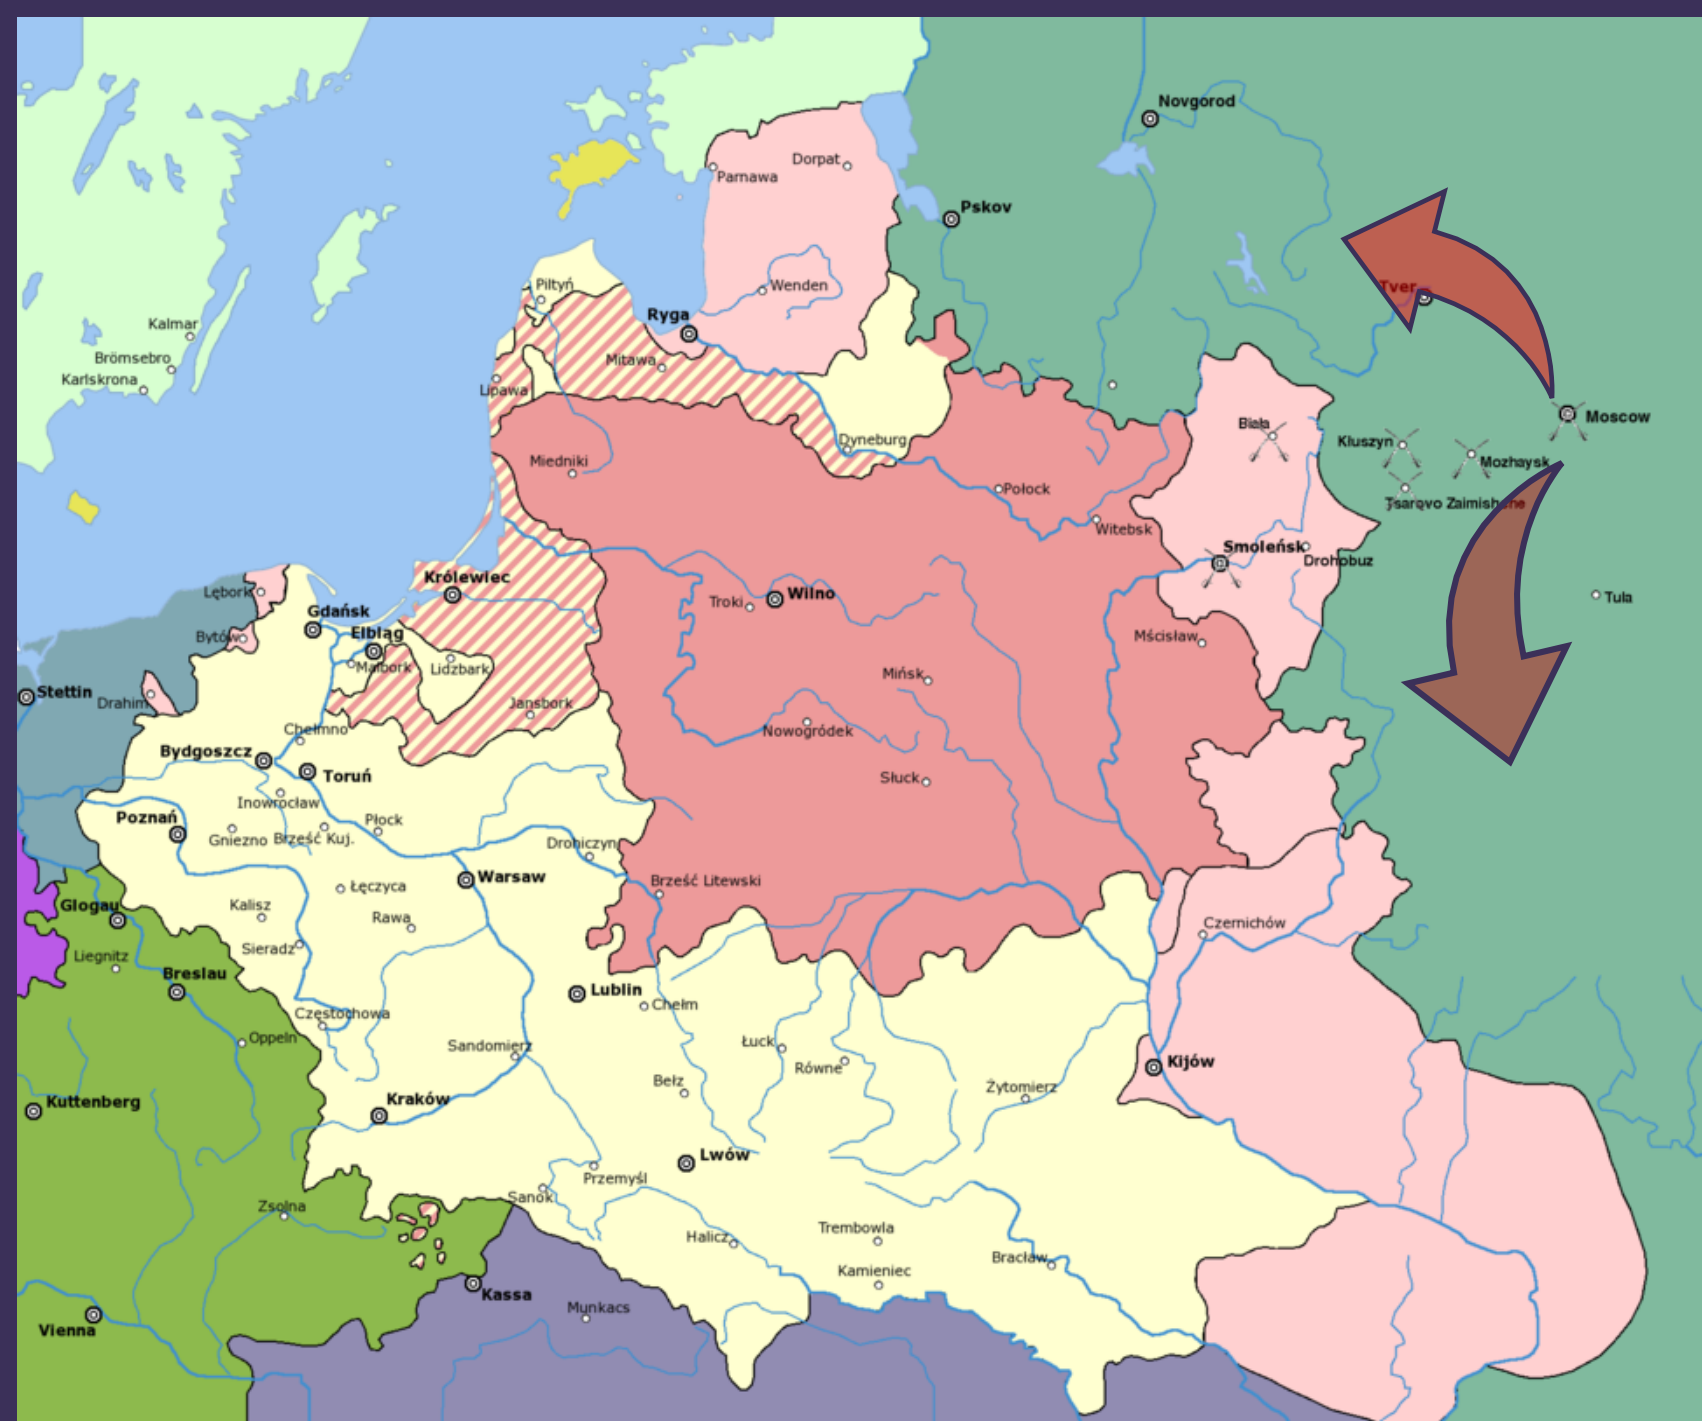 Novgorod
Dorpat
Parnawa
Pskov
Piltyń
Wenden
Tver
Ryga
Kalmar
Brömsebro
Mitawa
Karlskrona
Lipawa
Moscow
Biała
Dyneburg
Kłuszyn
Miedniki
Mozhaysk
Połock
Tsarovo Zaimishche
Witebsk
Smoleńsk
Drohobuz
Królewiec
Lębork
Wilno
Troki
Tula
Gdańsk
Elbląg
Bytów
Mścisław
Malbork
Lidzbark
Mińsk
Stettin
Drahim
Jansbork
Chełmno
Nowogródek
Bydgoszcz
Toruń
Słuck
Inowrocław
Poznań
Płock
Gniezno
Brześć Kuj.
Drohiczyn
Warsaw
Brześć Litewski
Łęczyca
Glogau
Kalisz
Rawa
Czernichów
Sieradz
Liegnitz
Breslau
Lublin
Chełm
Częstochowa
Oppeln
Sandomierz
Łuck
Równe
Kijów
Bełz
Żytomierz
Kuttenberg
Kraków
Lwów
Przemyśl
Sanok
Zsolna
Halicz
Trembowla
Bracław
Kamieniec
Kassa
Munkacs
Vienna